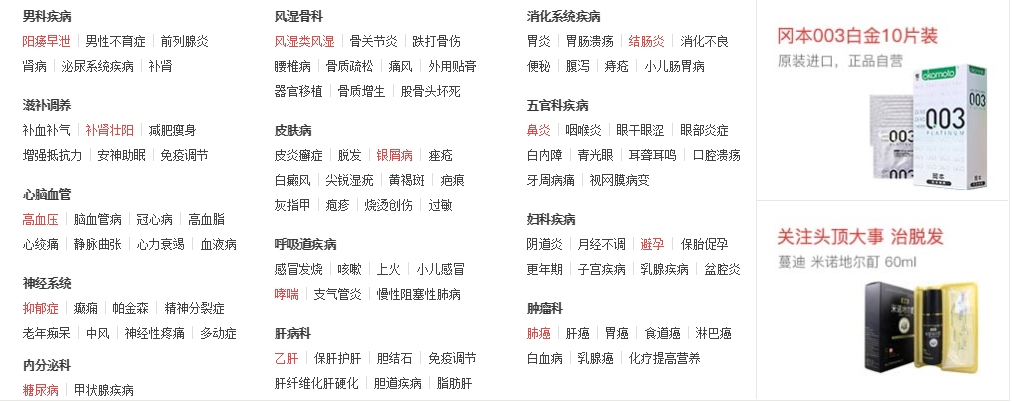 男科疾病
阳痿早泄 男性不育症 前列腺炎
肾病 泌尿系统疾病 补肾
滋补调养
补血补气 补肾壮阳 减肥瘦身
增强抵抗力 安神助眠 免疫调节
心脑血管
高血压 脑血管病 冠心病 高血脂
心绞痛 静脉曲张 心力衰竭 血液病
神经系统
抑郁症 癫痫 帕金森 精神分裂症
老年痴呆 中风 神经性疼痛 多动症
内分泌科
糖尿病 甲状腺疾病
风湿骨科
风湿类风湿 骨关节炎 跌打骨伤
腰椎病 骨质疏松 痛风 外用贴膏
器官移植 骨质增生 股骨头坏死
皮肤病
皮炎癣症 脱发 银屑病 痤疮
白癜风 尖锐湿疣 黄褐斑 疤痕
灰指甲 疱疹 烧烫创伤 过敏
呼吸道疾病
感冒发烧 咳嗽 上火 小儿感冒
哮喘 支气管炎 慢性阻塞性肺病
肝病科
乙肝 保肝护肝 胆结石 免疫调节
肝纤维化肝硬化 胆道疾病 脂肪肝
消化系统疾病
胃炎 胃肠溃疡 结肠炎 消化不良
便秘 腹泻 痔疮 小儿肠胃病
五官科疾病
鼻炎 咽喉炎 眼干眼涩 眼部炎症
白内障 青光眼 耳聋耳鸣 口腔溃疡
牙周病痛 视网膜病变
妇科疾病
阴道炎 月经不调 避孕 保胎促孕
更年期 子宫疾病 乳腺疾病 盆腔炎
肿瘤科
肺癌 肝癌 胃癌 食道癌 淋巴癌
白血病 乳腺癌 化疗提高营养
冈本003白金10片装
原装进口，正品自营
okamoto
003
003
PLATINUM
冈本
003
关注头顶大事 治脱发
蔓迪 米诺地尔酊 60ml
米诺地尔酊